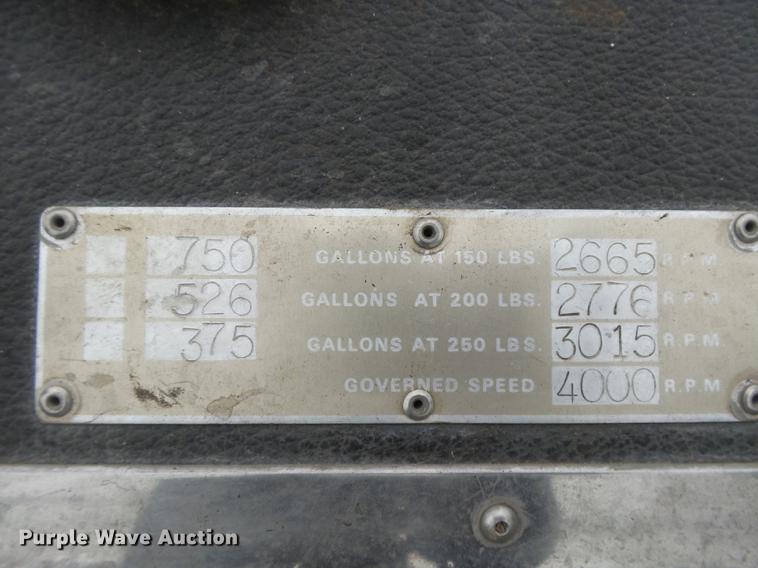 750 GALLONS AT 150 LBS. 2665 R.P.M.
526 GALLONS AT 200 LBS. 2776 R.P.M.
375 GALLONS AT 250 LBS. 3015 R.P.M.
GOVERNED SPEED 4000 R.P.M
Purple Wave Auction